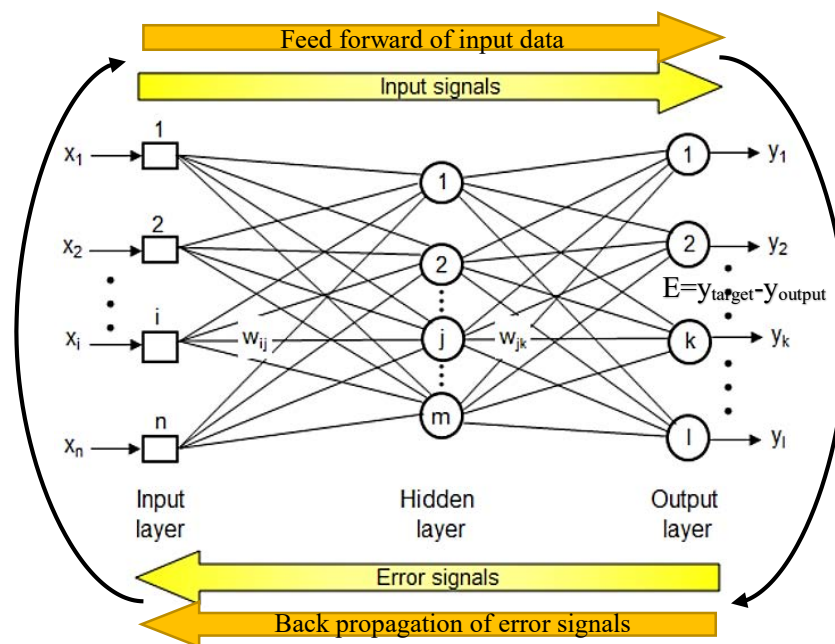 Feed forward of input data
Input signals
1
x1 1 1 y1
2
x2 2 2 y2
E=ytarget-youtput
i
xi wij j wjk k yk
m
n
xn l yl
Input layer
Hidden layer
Output layer
Error signals
Back propagation of error signals